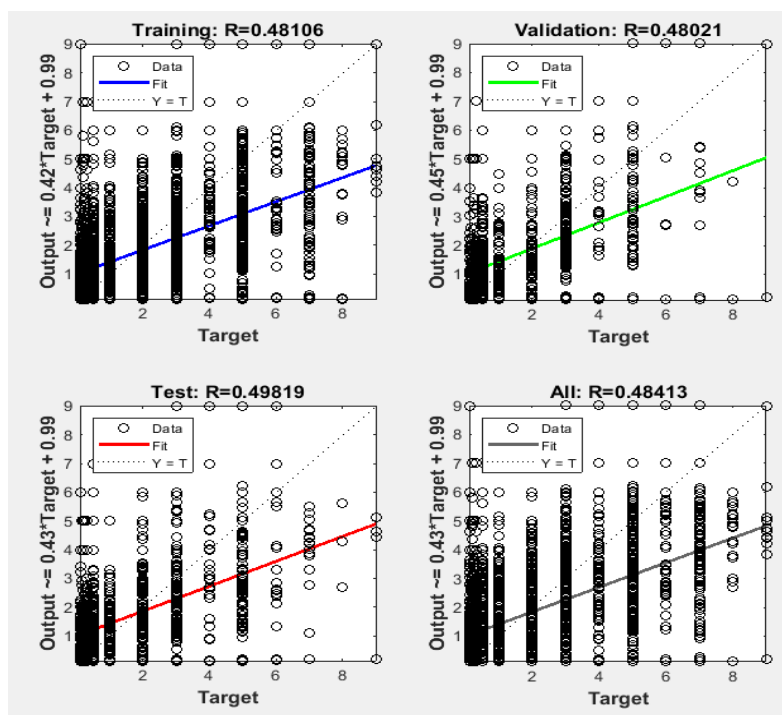 Training: R=0.48106
Output ~= 0.42*Target + 0.99
9
8
7
6
5
4
3
2
1
Data
Fit
Y = T
2
4
6
8
Target
Validation: R=0.48021
Output ~= 0.45*Target + 0.99
9
8
7
6
5
4
3
2
1
Data
Fit
Y = T
2
4
6
8
Target
Test: R=0.49819
Output ~= 0.43*Target + 0.99
9
8
7
6
5
4
3
2
1
Data
Fit
Y = T
2
4
6
8
Target
All: R=0.48413
Output ~= 0.43*Target + 0.99
9
8
7
6
5
4
3
2
1
Data
Fit
Y = T
2
4
6
8
Target